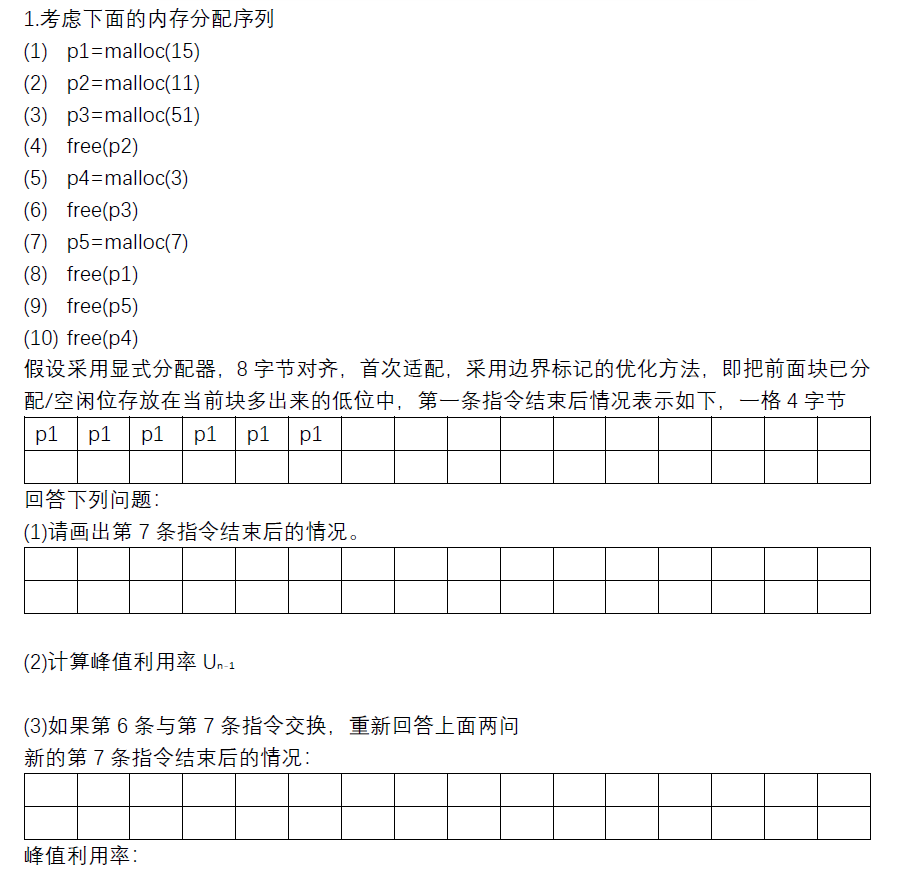 1.考虑下面的内存分配序列
(1) p1=malloc(15)
(2) p2=malloc(11)
(3) p3=malloc(51)
(4) free(p2)
(5) p4=malloc(3)
(6) free(p3)
(7) p5=malloc(7)
(8) free(p1)
(9) free(p5)
(10) free(p4)
假设采用显式分配器，8 字节对齐，首次适配，采用边界标记的优化方法，即把前面块已分
配/空闲位存放在当前块多出来的低位中，第一条指令结束后情况表示如下，一格 4 字节
p1 p1 p1 p1 p1 p1
回答下列问题：
(1)请画出第 7 条指令结束后的情况。
(2)计算峰值利用率 Uₙ₋₁
(3)如果第 6 条与第 7 条指令交换，重新回答上面两问
新的第 7 条指令结束后的情况：
峰值利用率：